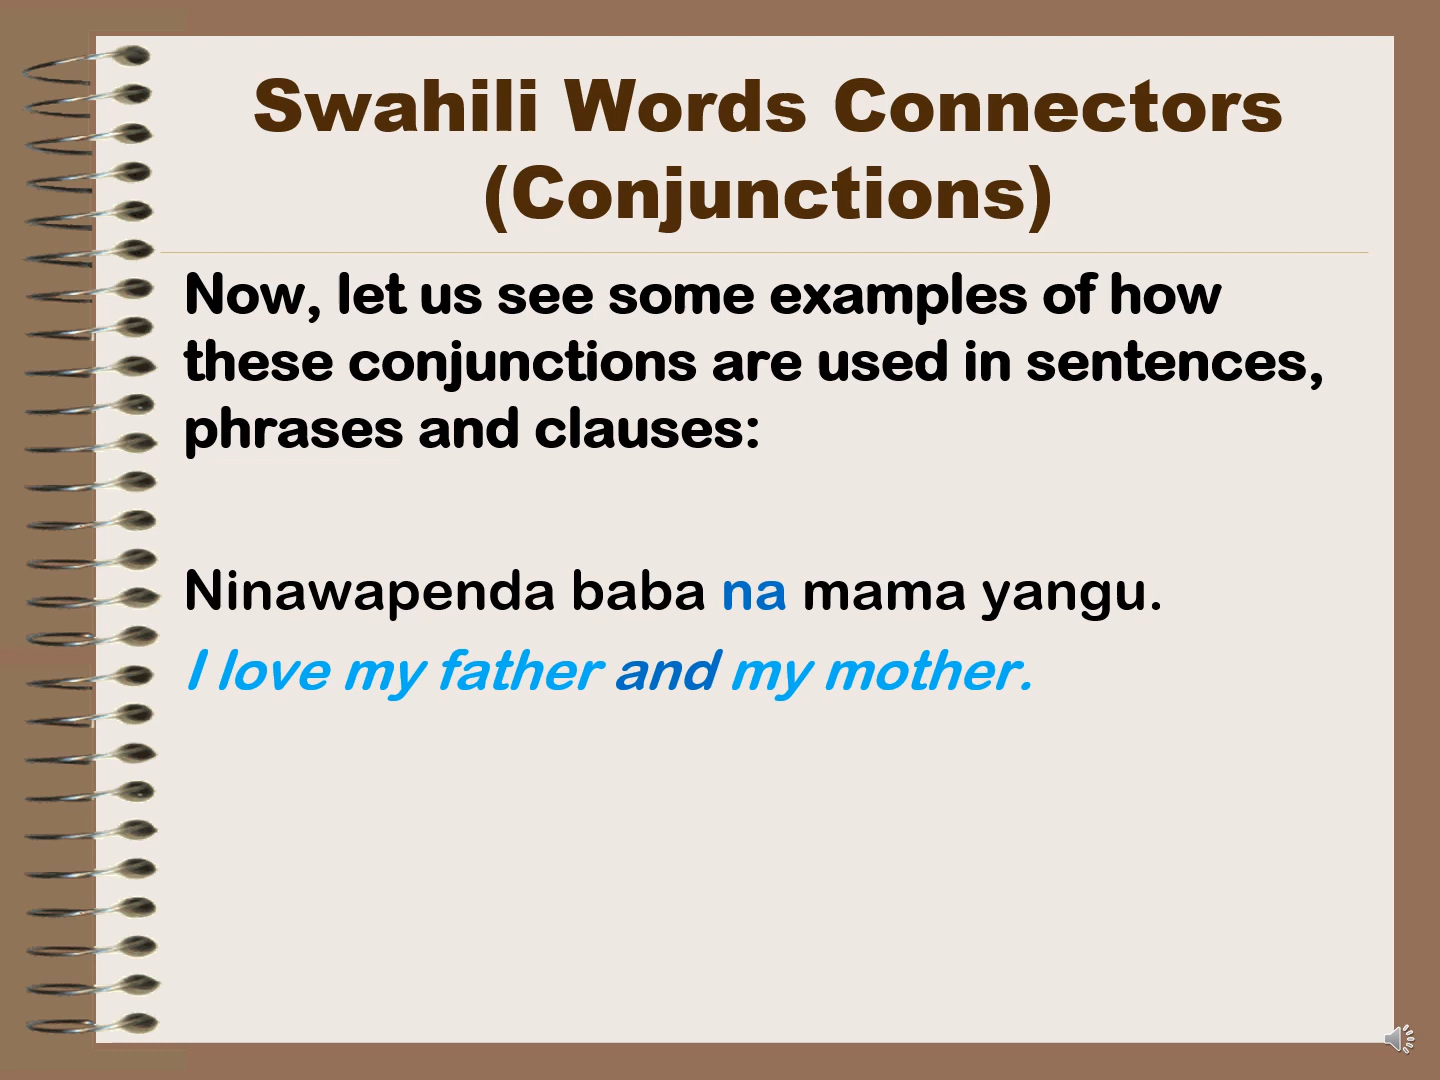 Swahili Words Connectors
(Conjunctions)
Now, let us see some examples of how
these conjunctions are used in sentences,
phrases and clauses:
Ninawapenda baba na mama yangu.
I love my father and my mother.